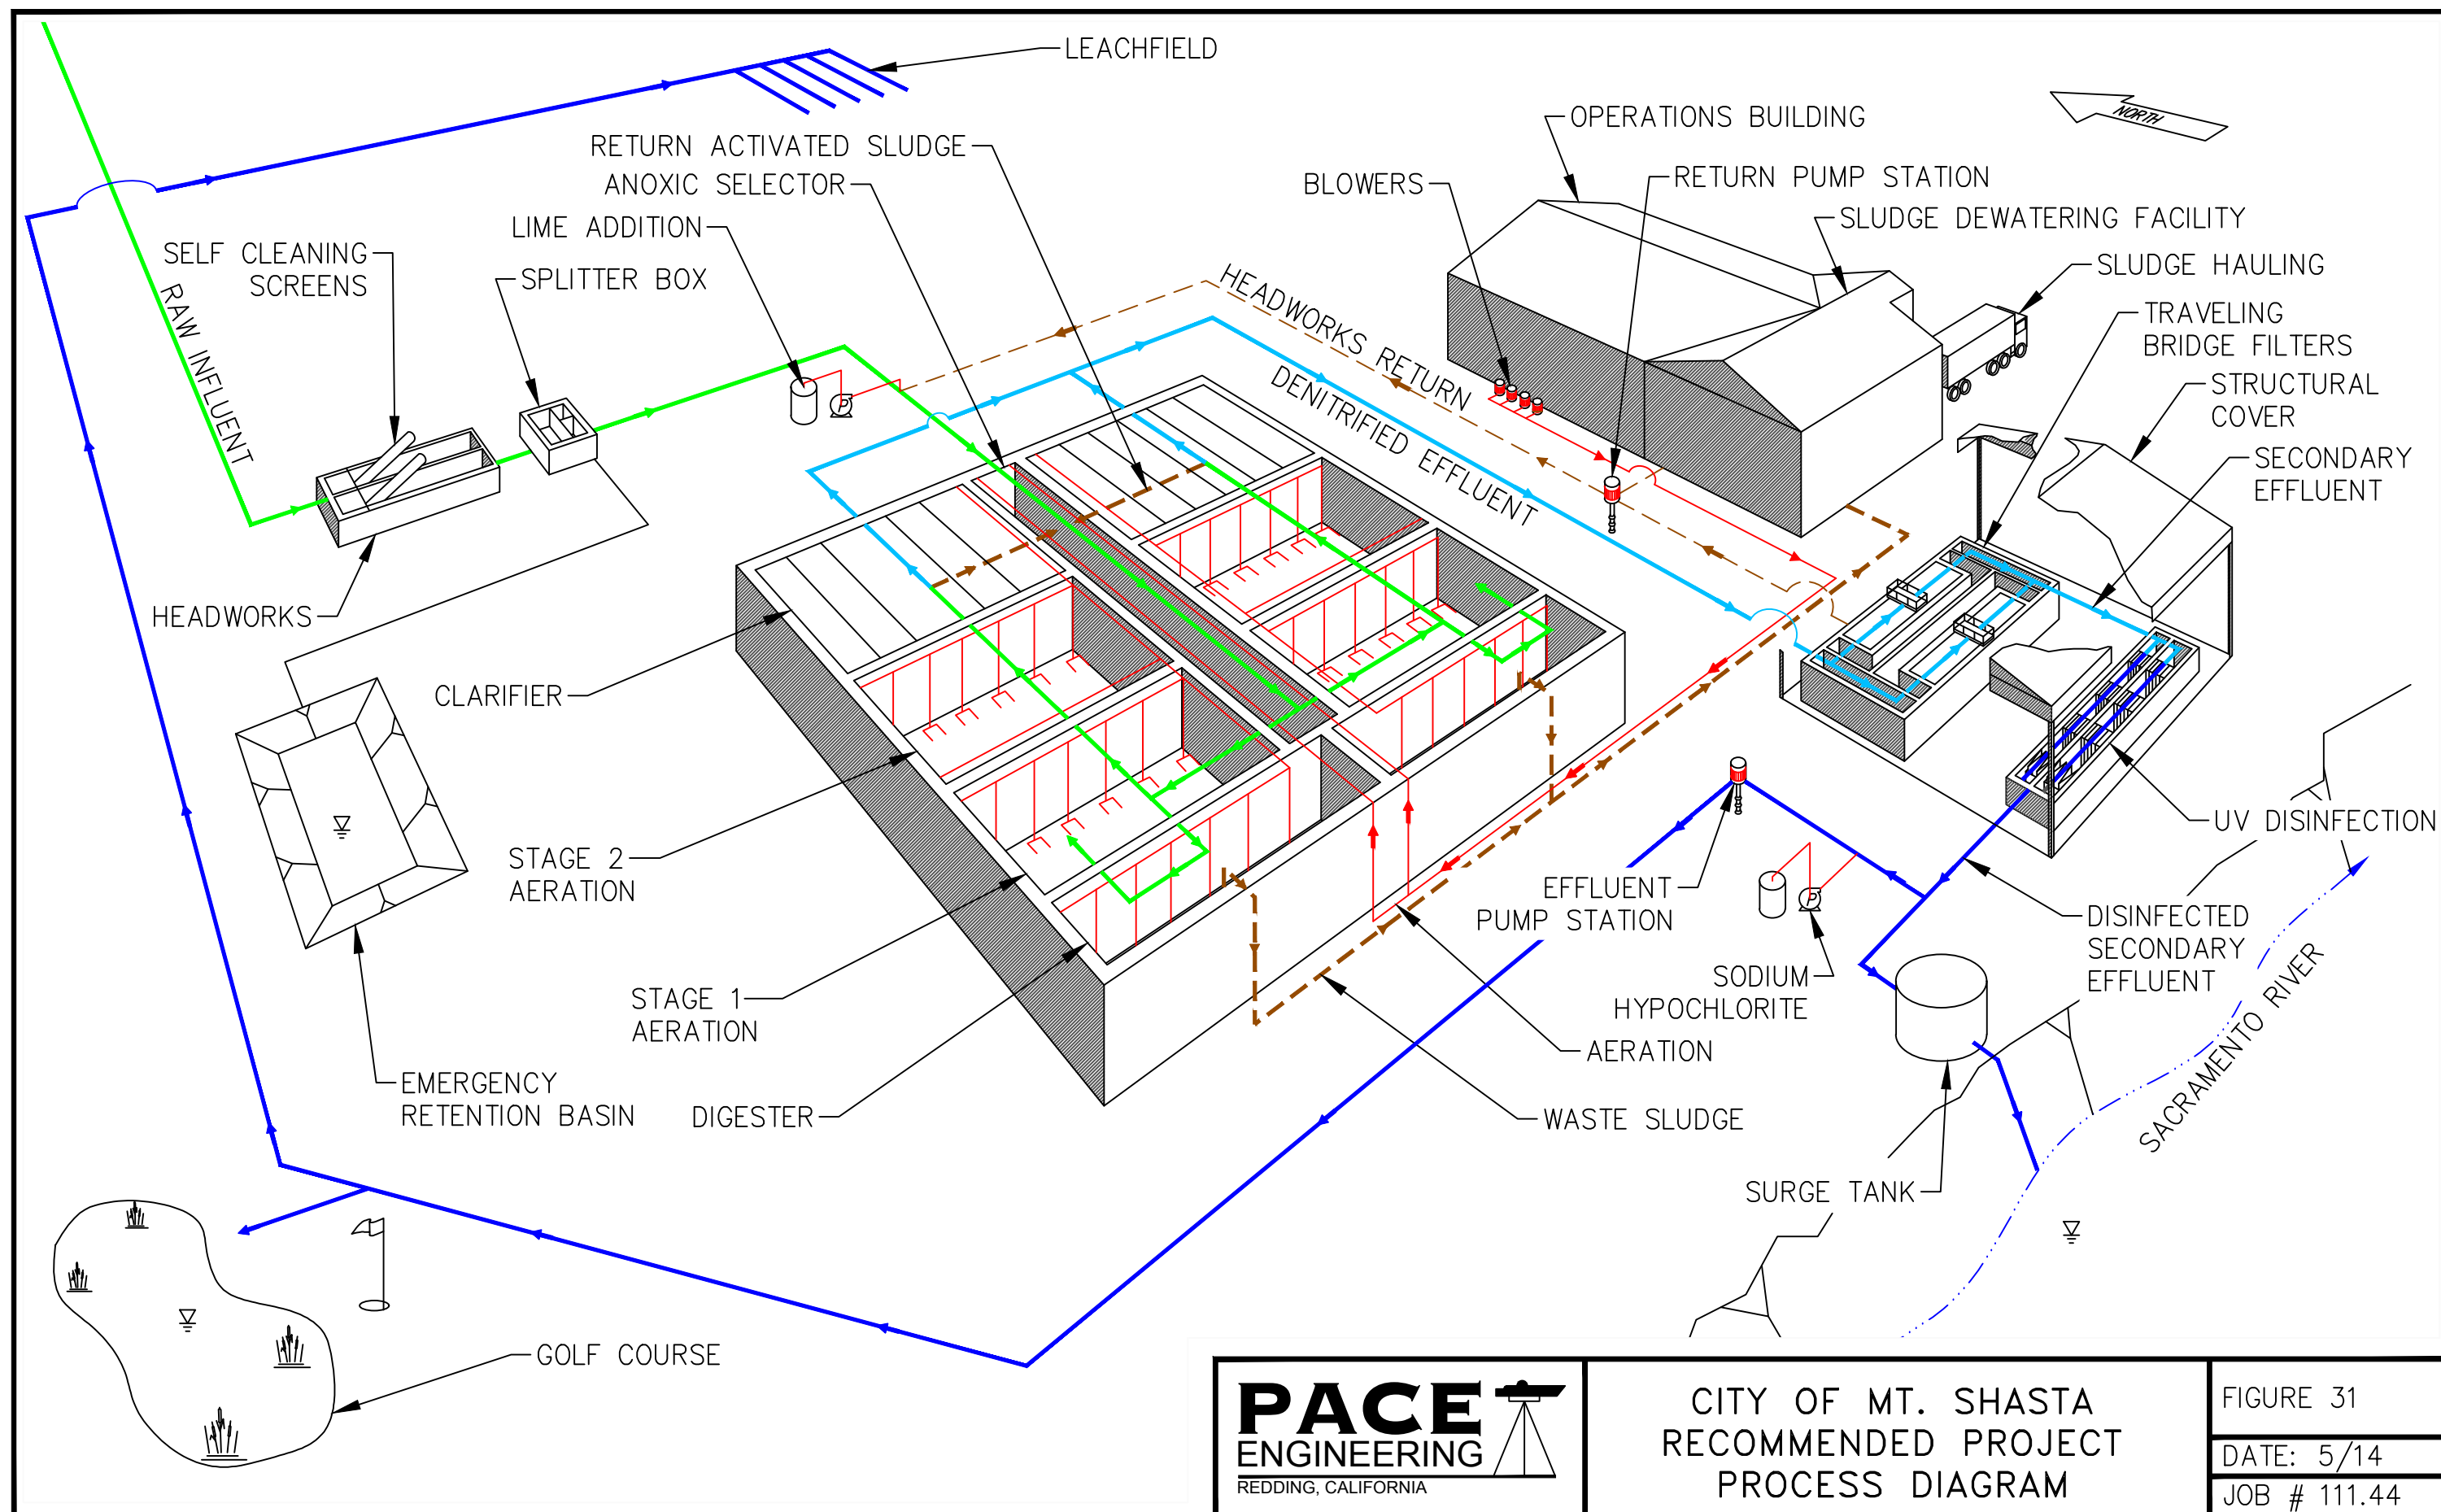 LEACHFIELD
OPERATIONS BUILDING
NORTH
RETURN ACTIVATED SLUDGE
ANOXIC SELECTOR
BLOWERS
RETURN PUMP STATION
LIME ADDITION
SLUDGE DEWATERING FACILITY
SELF CLEANING
SCREENS
SPLITTER BOX
SLUDGE HAULING
RAW INFLUENT
HEADWORKS RETURN
TRAVELING
BRIDGE FILTERS
DENITRIFIED EFFLUENT
STRUCTURAL
COVER
P
SECONDARY
EFFLUENT
HEADWORKS
CLARIFIER
UV DISINFECTION
STAGE 2
AERATION
EFFLUENT
PUMP STATION
P
DISINFECTED
SECONDARY
EFFLUENT
SODIUM
HYPOCHLORITE
STAGE 1
AERATION
SACRAMENTO RIVER
AERATION
EMERGENCY
RETENTION BASIN
DIGESTER
WASTE SLUDGE
SURGE TANK
GOLF COURSE
PACE
ENGINEERING
REDDING, CALIFORNIA
CITY OF MT. SHASTA
RECOMMENDED PROJECT
PROCESS DIAGRAM
FIGURE 31
DATE: 5/14
JOB # 111.44